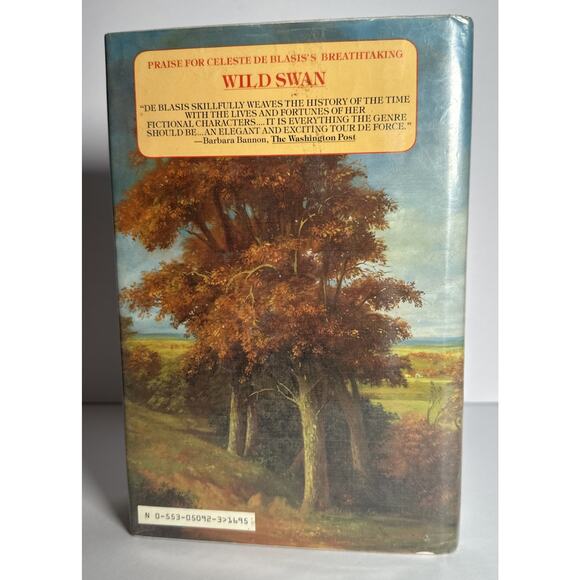 PRAISE FOR CELESTE DE BLASIS'S BREATHTAKING
WILD SWAN
"DE BLASIS SKILLFULLY WEAVES THE HISTORY OF THE TIME
WITH THE LIVES AND FORTUNES OF HER
FICTIONAL CHARACTERS....IT IS EVERYTHING THE GENRE
SHOULD BE...AN ELEGANT AND EXCITING TOUR DE FORCE."
—Barbara Bannon, The Washington Post
N 0-553-05092-3>1695